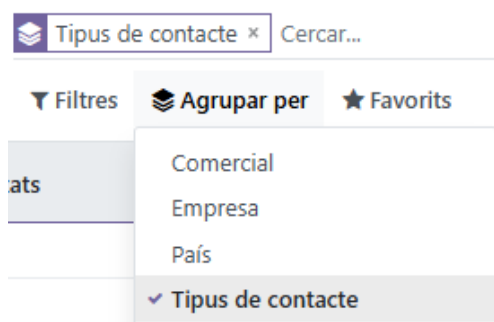 Tipus de contacte × Cercar...
Filtres Agrupar per Favorits
Comercial
ats
Empresa
País
Tipus de contacte